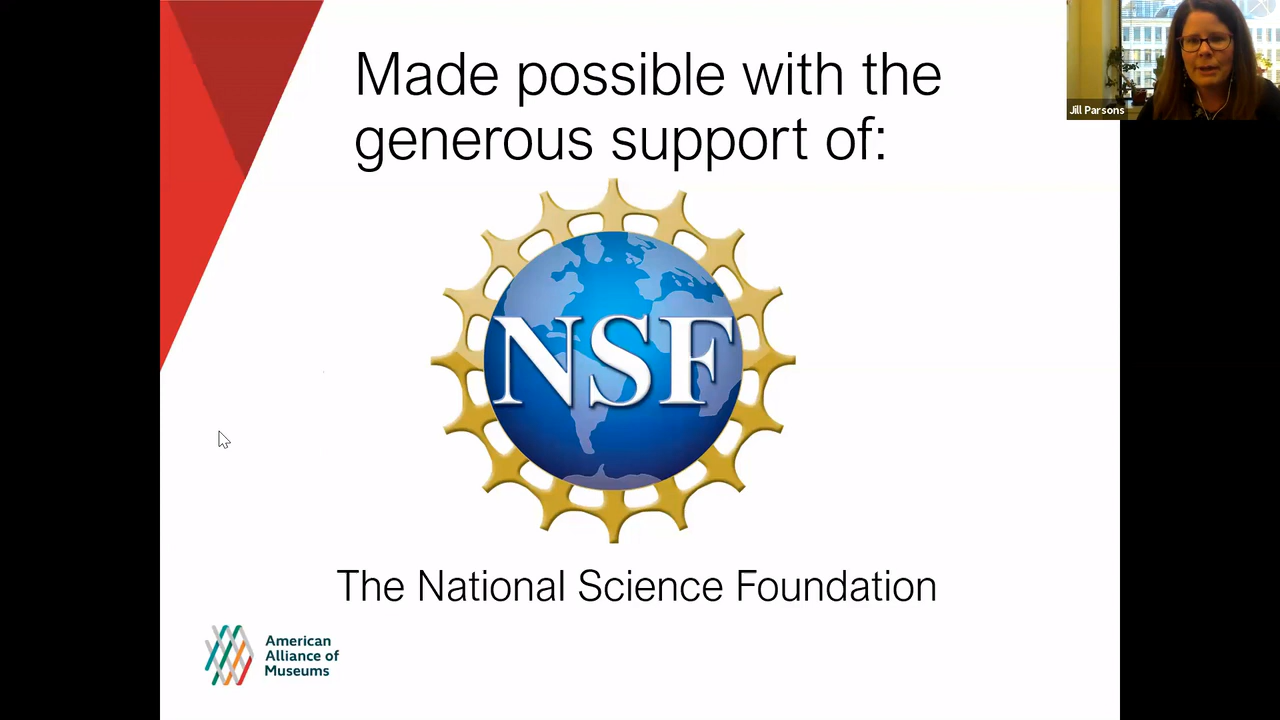 Made possible with the
generous support of:
Jill Parsons
NSF
The National Science Foundation
American
Alliance of
Museums